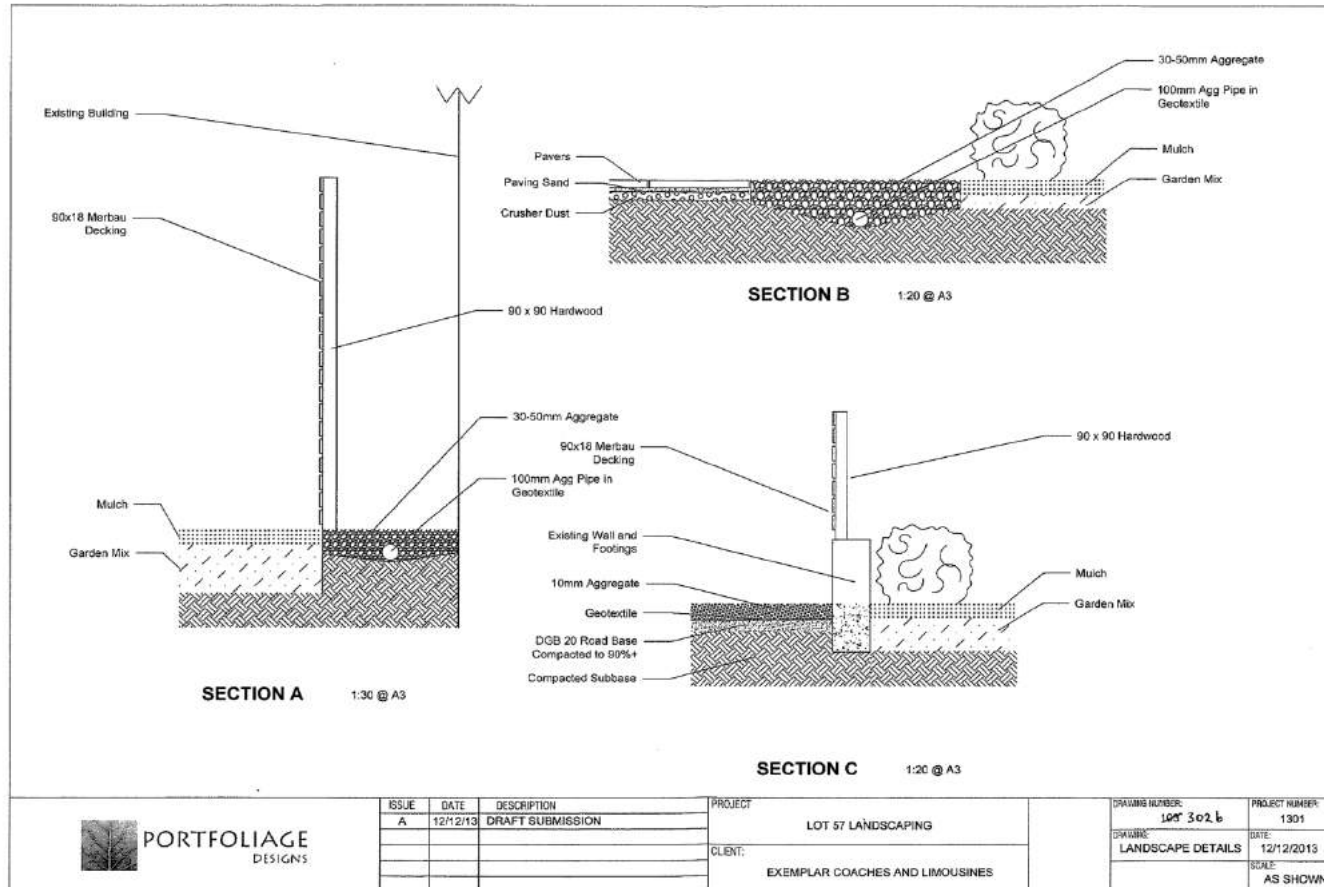 Existing Building
90x18 Merbau
Decking
90 x 90 Hardwood
30-50mm Aggregate
100mm Agg Pipe in
Geotextile
Mulch
Garden Mix
SECTION A 1:30 @ A3
30-50mm Aggregate
100mm Agg Pipe in
Geotextile
Pavers
Paving Sand
Crusher Dust
Mulch
Garden Mix
SECTION B 1:20 @ A3
90x18 Merbau
Decking
90 x 90 Hardwood
Existing Wall and
Footings
10mm Aggregate
Geotextile
DGB 20 Road Base
Compacted to 90%+
Compacted Subbase
Mulch
Garden Mix
SECTION C 1:20 @ A3
PORTFOLIAGE
DESIGNS
ISSUE DATE DESCRIPTION
A 12/12/13 DRAFT SUBMISSION
PROJECT
LOT 57 LANDSCAPING
CLIENT:
EXEMPLAR COACHES AND LIMOUSINES
DRAWING NUMBER:
3026
PROJECT NUMBER:
1301
DRAWING:
LANDSCAPE DETAILS
DATE:
12/12/2013
SCALE:
AS SHOWN